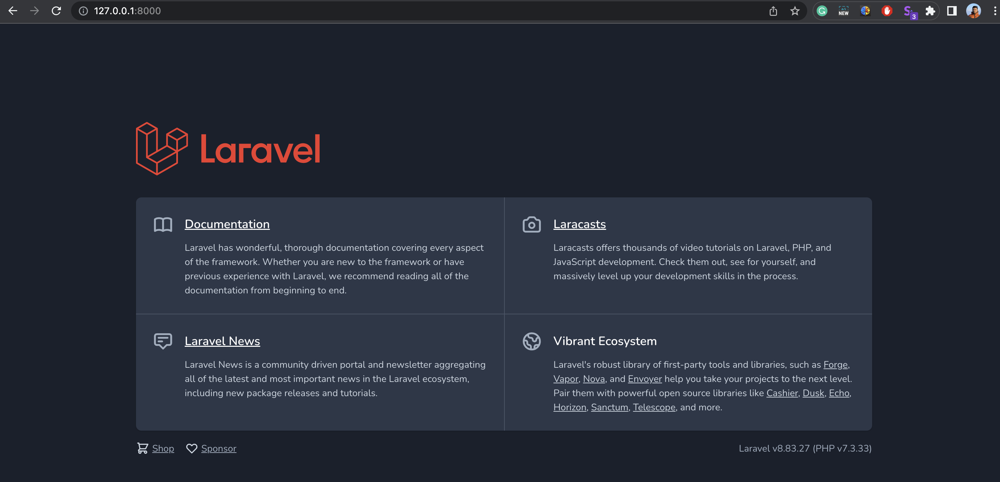 127.0.0.1:8000
NEW
3
Laravel
Documentation
Laravel has wonderful, thorough documentation covering every aspect
of the framework. Whether you are new to the framework or have
previous experience with Laravel, we recommend reading all of the
documentation from beginning to end.
Laracasts
Laracasts offers thousands of video tutorials on Laravel, PHP, and
JavaScript development. Check them out, see for yourself, and
massively level up your development skills in the process.
Laravel News
Laravel News is a community driven portal and newsletter aggregating
all of the latest and most important news in the Laravel ecosystem,
including new package releases and tutorials.
Vibrant Ecosystem
Laravel's robust library of first-party tools and libraries, such as Forge,
Vapor, Nova, and Envoyer help you take your projects to the next level.
Pair them with powerful open source libraries like Cashier, Dusk, Echo,
Horizon, Sanctum, Telescope, and more.
Shop
Sponsor
Laravel v8.83.27 (PHP v7.3.33)